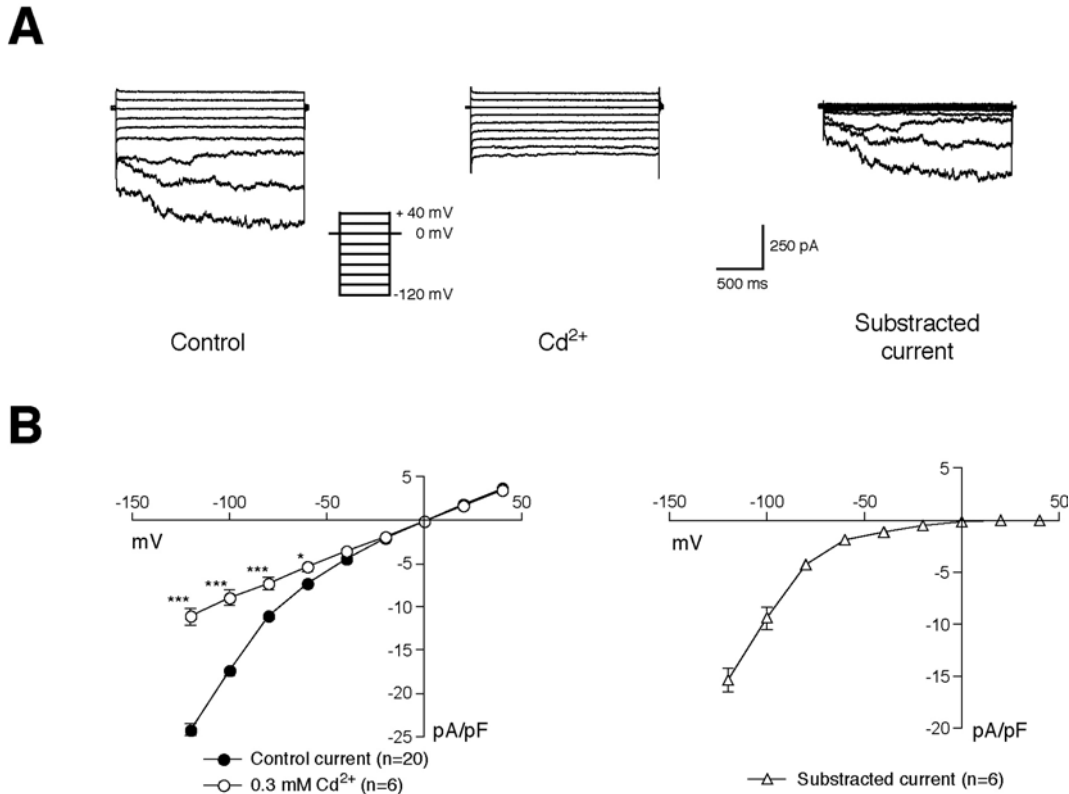 A
+ 40 mV
0 mV
-120 mV
250 pA
500 ms
Control
Cd²⁺
Substracted
current
B
5
-150
-100
-50
50
mV
***
***
***
*
-5
-10
-15
-20
-25
pA/pF
Control current (n=20)
0.3 mM Cd²⁺ (n=6)
5
-150
-100
-50
50
mV
-5
-10
-15
-20
pA/pF
Substracted current (n=6)